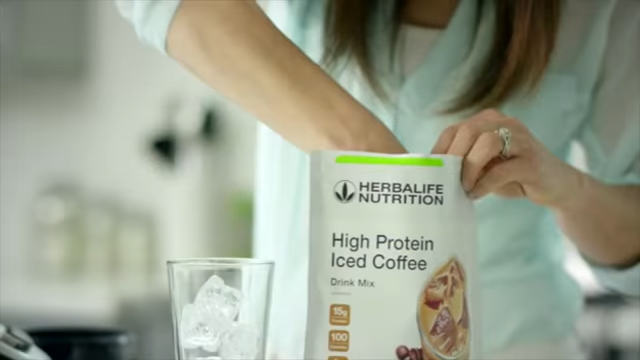 HERBALIFE
NUTRITION
High Protein
Iced Coffee
Drink Mix
15g
100